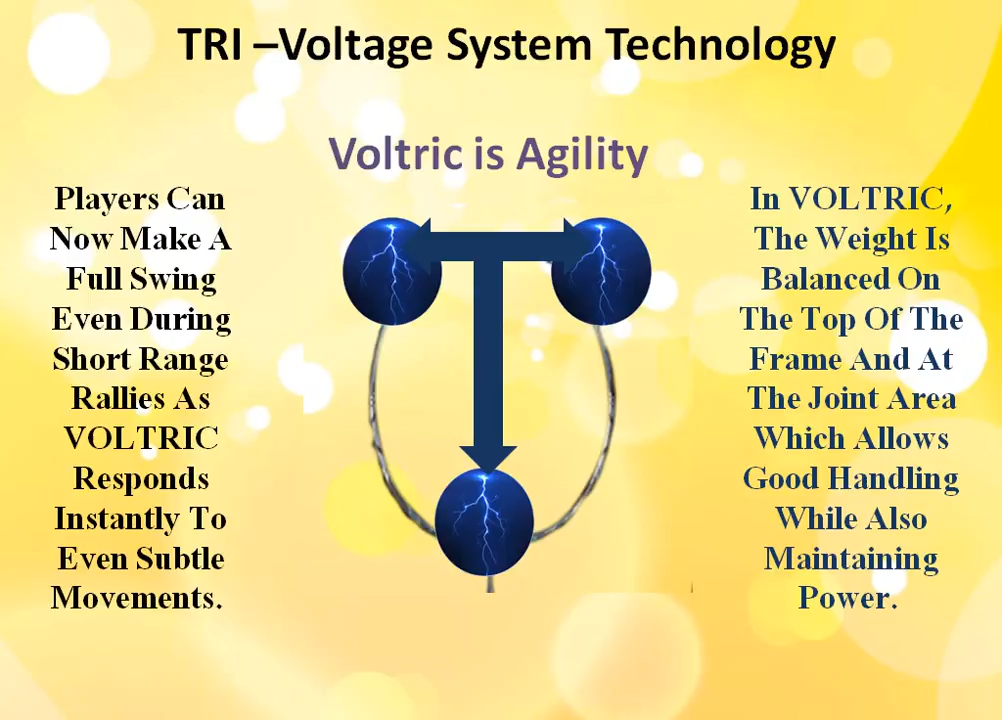 TRI –Voltage System Technology
Voltric is Agility
Players Can
Now Make A
Full Swing
Even During
Short Range
Rallies As
VOLTRIC
Responds
Instantly To
Even Subtle
Movements.
In VOLTRIC,
The Weight Is
Balanced On
The Top Of The
Frame And At
The Joint Area
Which Allows
Good Handling
While Also
Maintaining
Power.